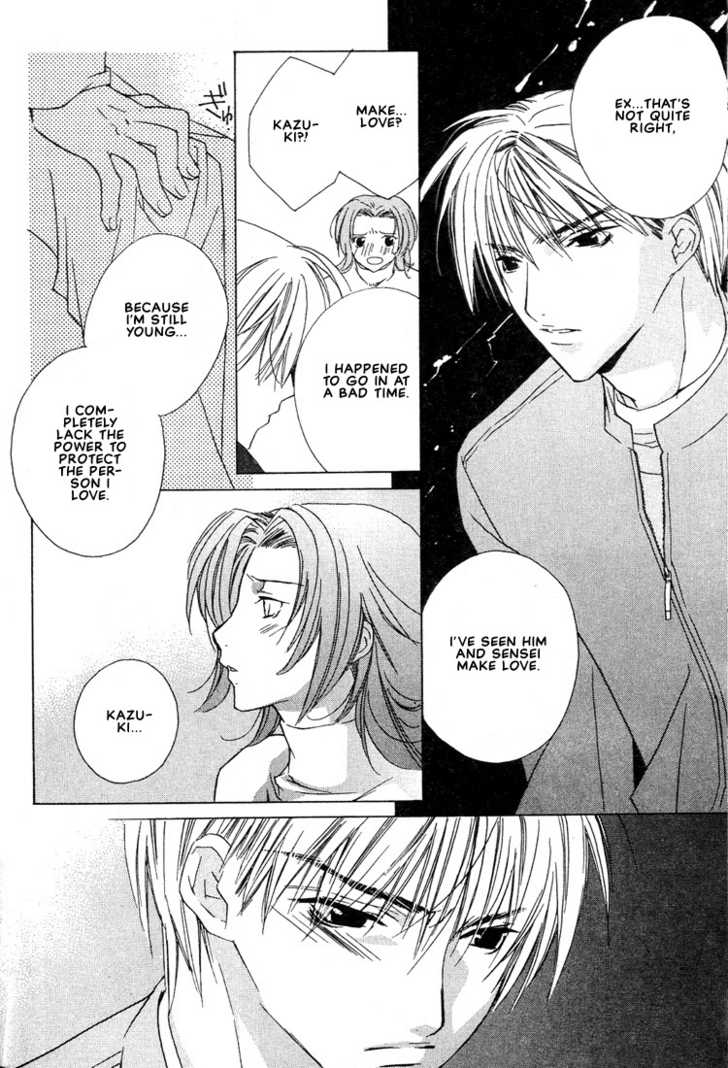 EX...THAT'S
NOT QUITE
RIGHT,
I'VE SEEN HIM
AND SENSEI
MAKE LOVE.
MAKE...
LOVE?
KAZU-
KI?!
I HAPPENED
TO GO IN AT
A BAD TIME.
ギゅ
BECAUSE
I'M STILL
YOUNG...
I COM-
PLETELY
LACK THE
POWER TO
PROTECT
THE PER-
SON I
LOVE.
KAZU-
KI...